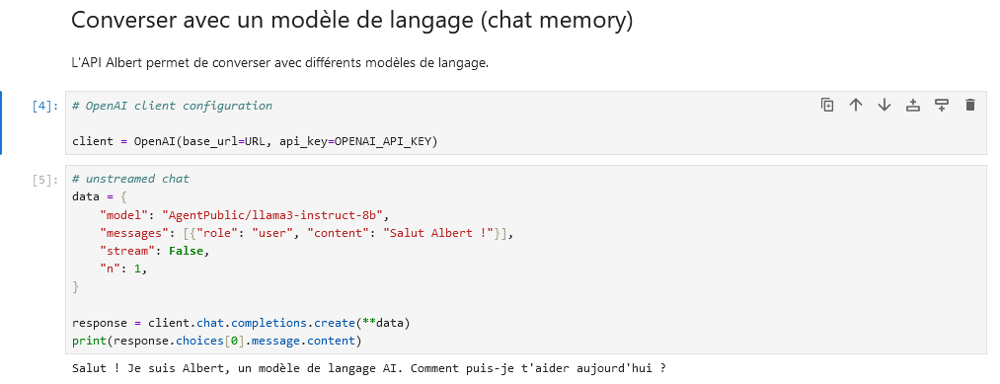 Converser avec un modèle de langage (chat memory)
L'API Albert permet de converser avec différents modèles de langage.
[4]: # OpenAI client configuration
client = OpenAI(base_url=URL, api_key=OPENAI_API_KEY)
[5]: # unstreamed chat
data = {
    "model": "AgentPublic/llama3-instruct-8b",
    "messages": [{"role": "user", "content": "Salut Albert !"}],
    "stream": False,
    "n": 1,
}
response = client.chat.completions.create(**data)
print(response.choices[0].message.content)
Salut ! Je suis Albert, un modèle de langage AI. Comment puis-je t'aider aujourd'hui ?